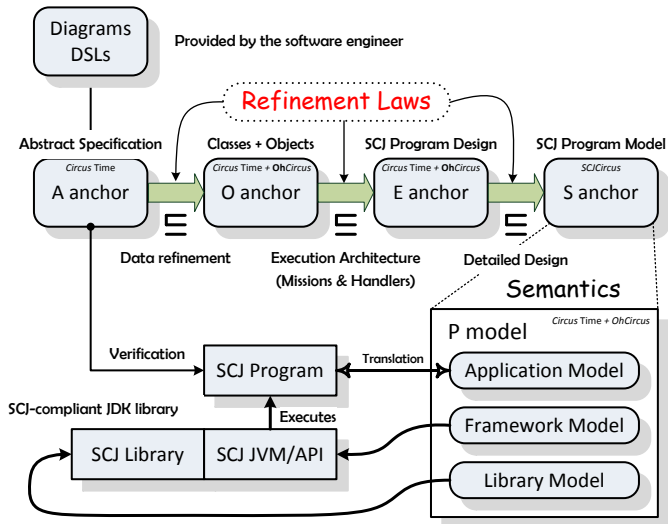 Diagrams
DSLs
Provided by the software engineer
Refinement Laws
Abstract Specification
Classes + Objects
SCJ Program Design
SCJ Program Model
Circus Time
A anchor
Circus Time + OhCircus
O anchor
Circus Time + OhCircus
E anchor
SCJCircus
S anchor
⊑
⊑
⊑
Data refinement
Execution Architecture
(Missions & Handlers)
Detailed Design
Semantics
Circus Time + OhCircus
P model
Verification
SCJ Program
Translation
Application Model
SCJ-compliant JDK library
Executes
Framework Model
SCJ Library
SCJ JVM/API
Library Model